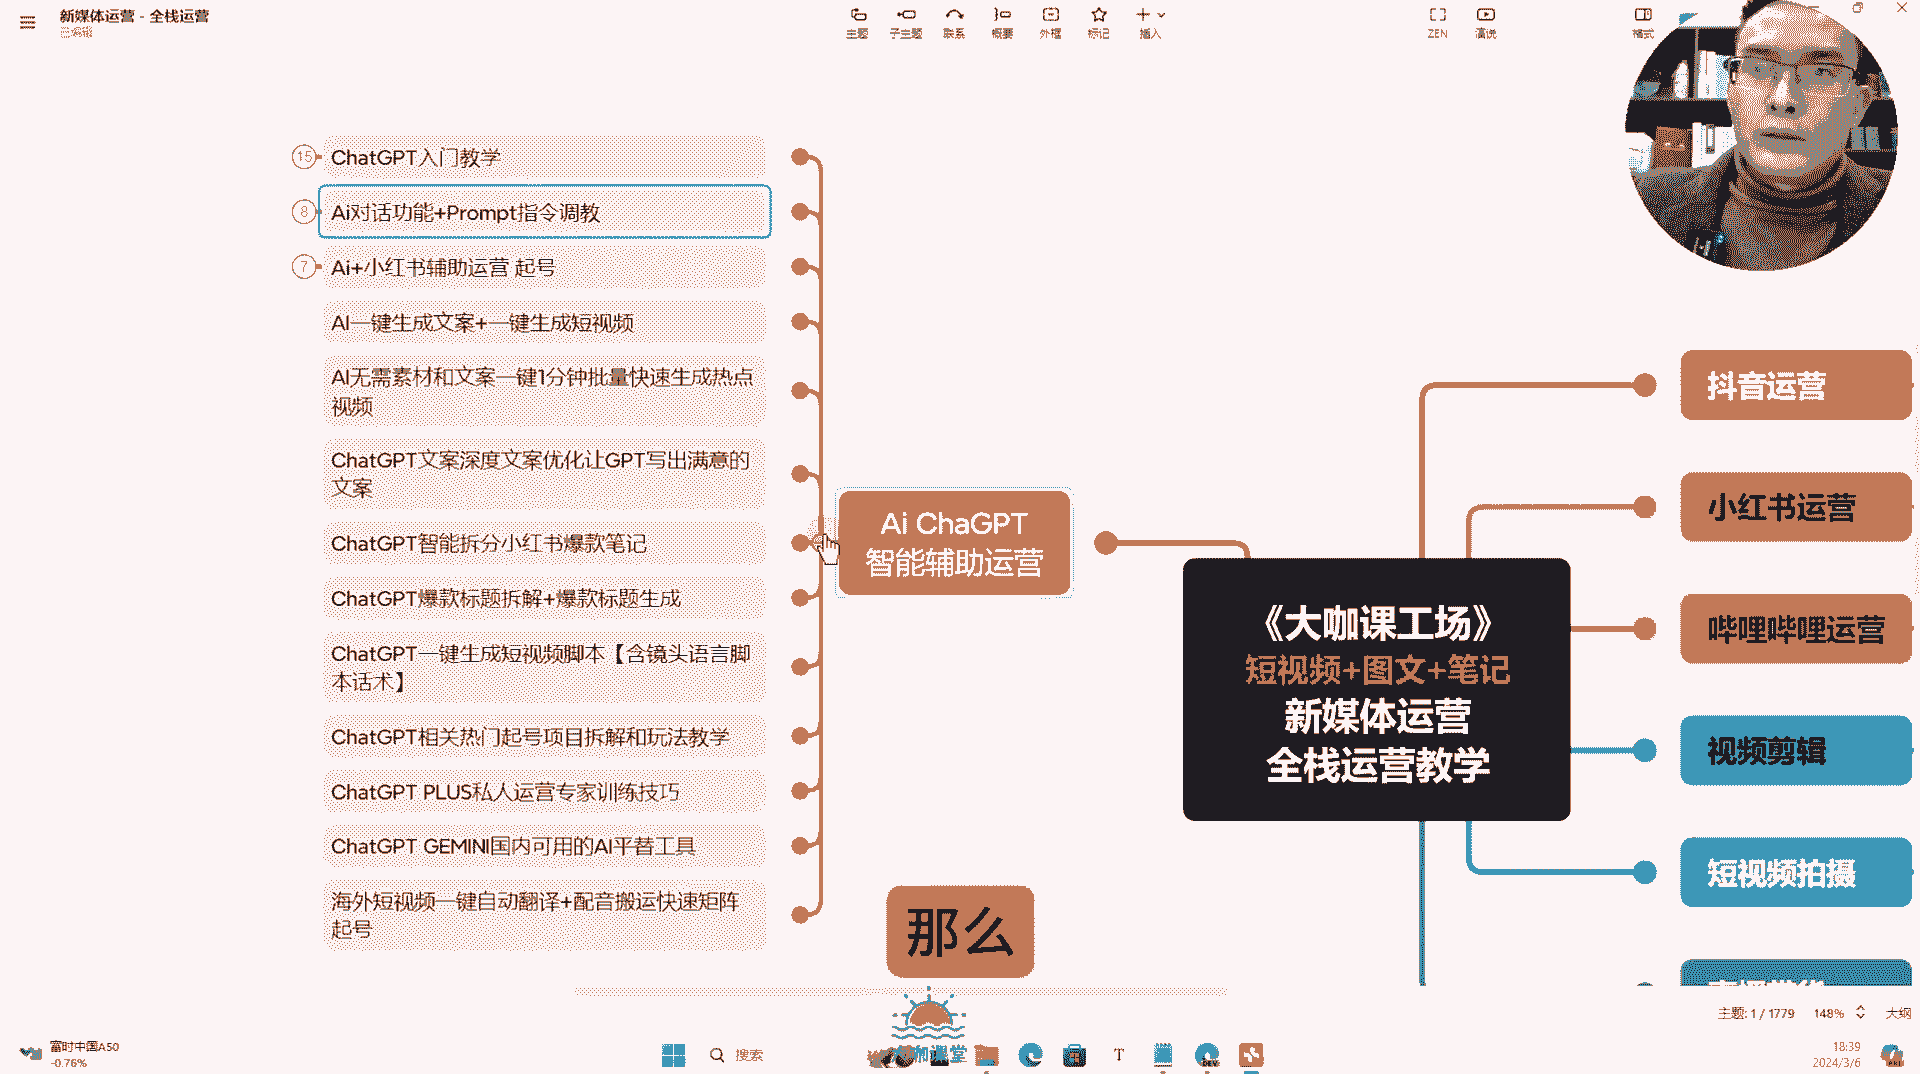 新媒体运营 - 全栈运营
已编辑
主题
子主题
联系
概要
外框
标记
插入
ZEN
演说
格式
15
ChatGPT入门教学
8
Ai对话功能+Prompt指令调教
7
Ai+小红书辅助运营 起号
AI一键生成文案+一键生成短视频
AI无需素材和文案一键1分钟批量快速生成热点
视频
ChatGPT文案深度文案优化让GPT写出满意的
文案
ChatGPT智能拆分小红书爆款笔记
ChatGPT爆款标题拆解+爆款标题生成
ChatGPT一键生成短视频脚本【含镜头语言脚
本话术】
ChatGPT相关热门起号项目拆解和玩法教学
ChatGPT PLUS私人运营专家训练技巧
ChatGPT GEMINI国内可用的AI平替工具
海外短视频一键自动翻译+配音搬运快速矩阵
起号
Ai ChaGPT
智能辅助运营
《大咖课工场》
短视频+图文+笔记
新媒体运营
全栈运营教学
抖音运营
小红书运营
哔哩哔哩运营
视频剪辑
短视频拍摄
那么
主题: 1 / 1779
148%
大纲
富时中国A50
-0.76%
搜索
18:39
2024/3/6